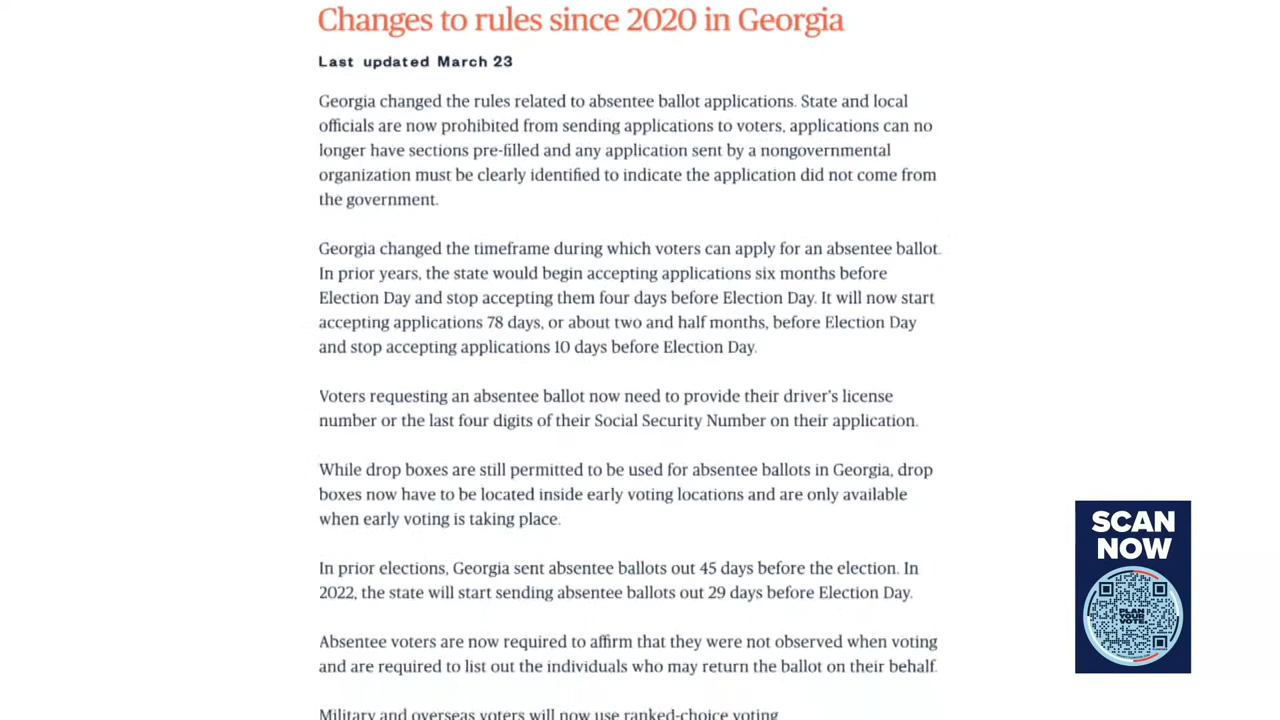 Changes to rules since 2020 in Georgia
Last updated March 23
Georgia changed the rules related to absentee ballot applications. State and local
officials are now prohibited from sending applications to voters, applications can no
longer have sections pre-filled and any application sent by a nongovernmental
organization must be clearly identified to indicate the application did not come from
the government.
Georgia changed the timeframe during which voters can apply for an absentee ballot.
In prior years, the state would begin accepting applications six months before
Election Day and stop accepting them four days before Election Day. It will now start
accepting applications 78 days, or about two and half months, before Election Day
and stop accepting applications 10 days before Election Day.
Voters requesting an absentee ballot now need to provide their driver’s license
number or the last four digits of their Social Security Number on their application.
While drop boxes are still permitted to be used for absentee ballots in Georgia, drop
boxes now have to be located inside early voting locations and are only available
when early voting is taking place.
In prior elections, Georgia sent absentee ballots out 45 days before the election. In
2022, the state will start sending absentee ballots out 29 days before Election Day.
Absentee voters are now required to affirm that they were not observed when voting
and are required to list out the individuals who may return the ballot on their behalf.
Military and overseas voters will now use ranked-choice voting
SCAN
NOW
PLAN
YOUR
VOTE.